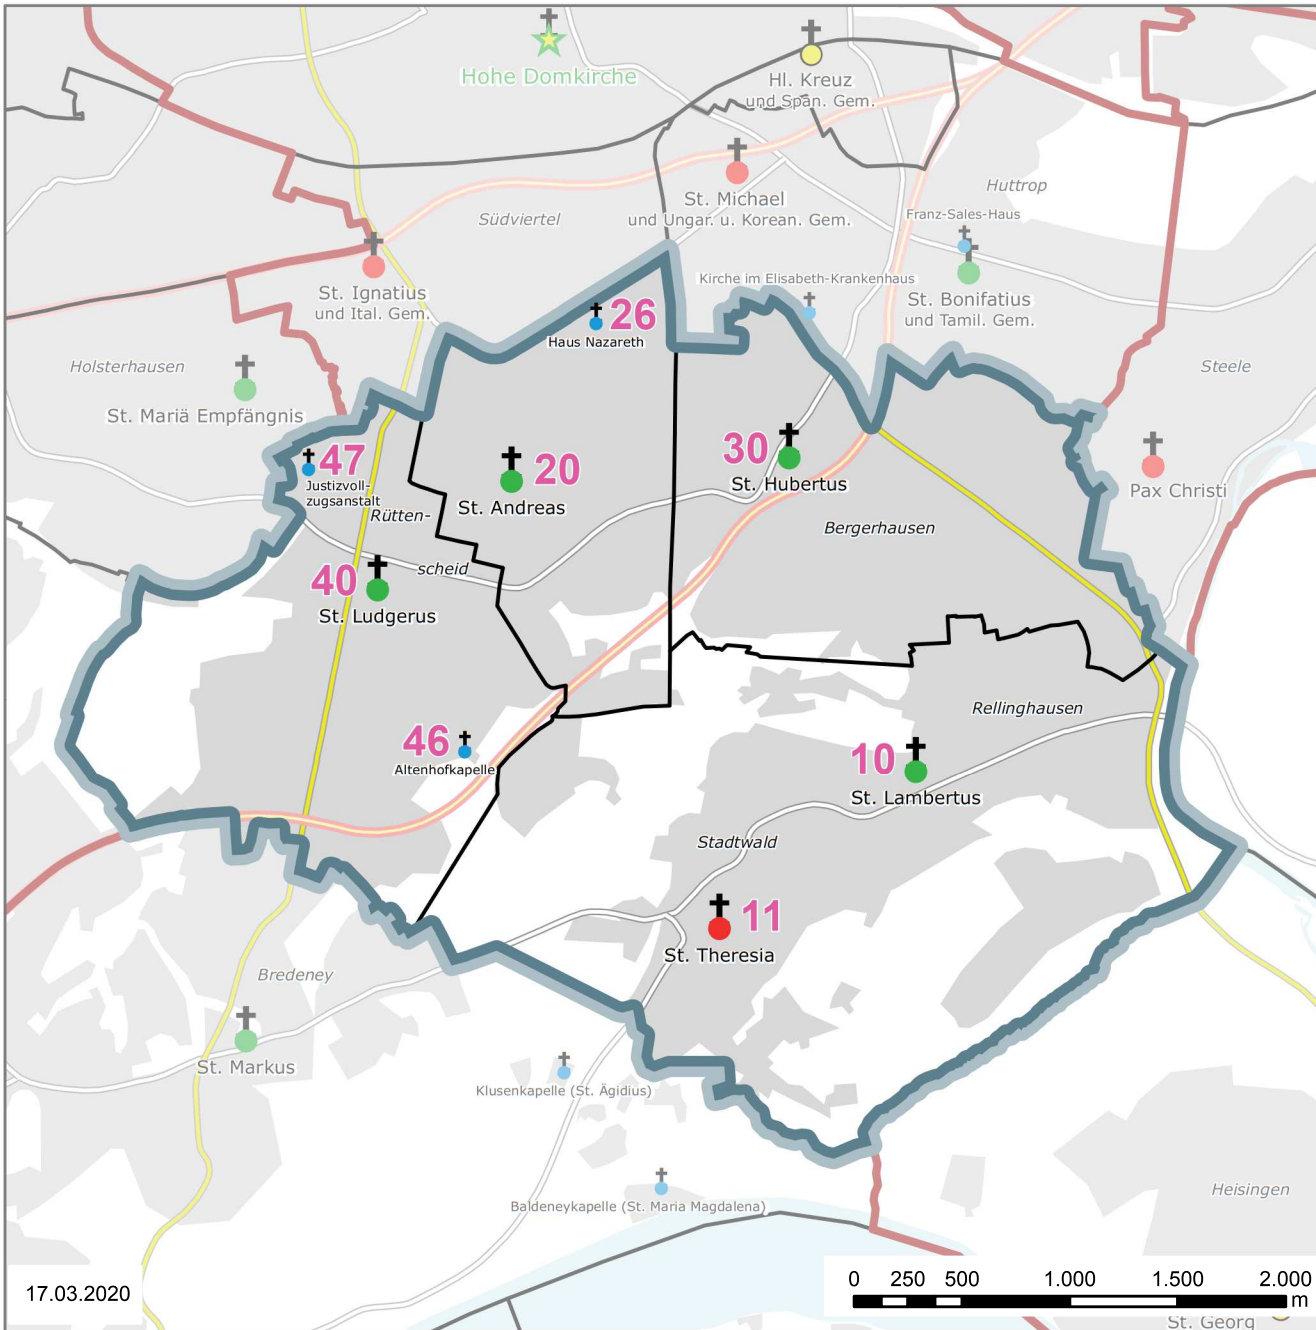 Hohe Domkirche
Hl. Kreuz
und Span. Gem.
St. Michael
und Ungar. u. Korean. Gem.
Huttrop
Franz-Sales-Haus
Südviertel
St. Ignatius
und Ital. Gem.
Kirche im Elisabeth-Krankenhaus
St. Bonifatius
und Tamil. Gem.
26
Haus Nazareth
Holsterhausen
St. Mariä Empfängnis
Steele
47
Justizvoll-
zugsanstalt
20
St. Andreas
30
St. Hubertus
Pax Christi
Rütten-
scheid
Bergerhausen
40
St. Ludgerus
Rellinghausen
46
Altenhofkapelle
10
St. Lambertus
Stadtwald
11
St. Theresia
Bredeney
St. Markus
Klusenkapelle (St. Ägidius)
Baldeneykapelle (St. Maria Magdalena)
Heisingen
17.03.2020
0 250 500 1.000 1.500 2.000
m
St. Georg